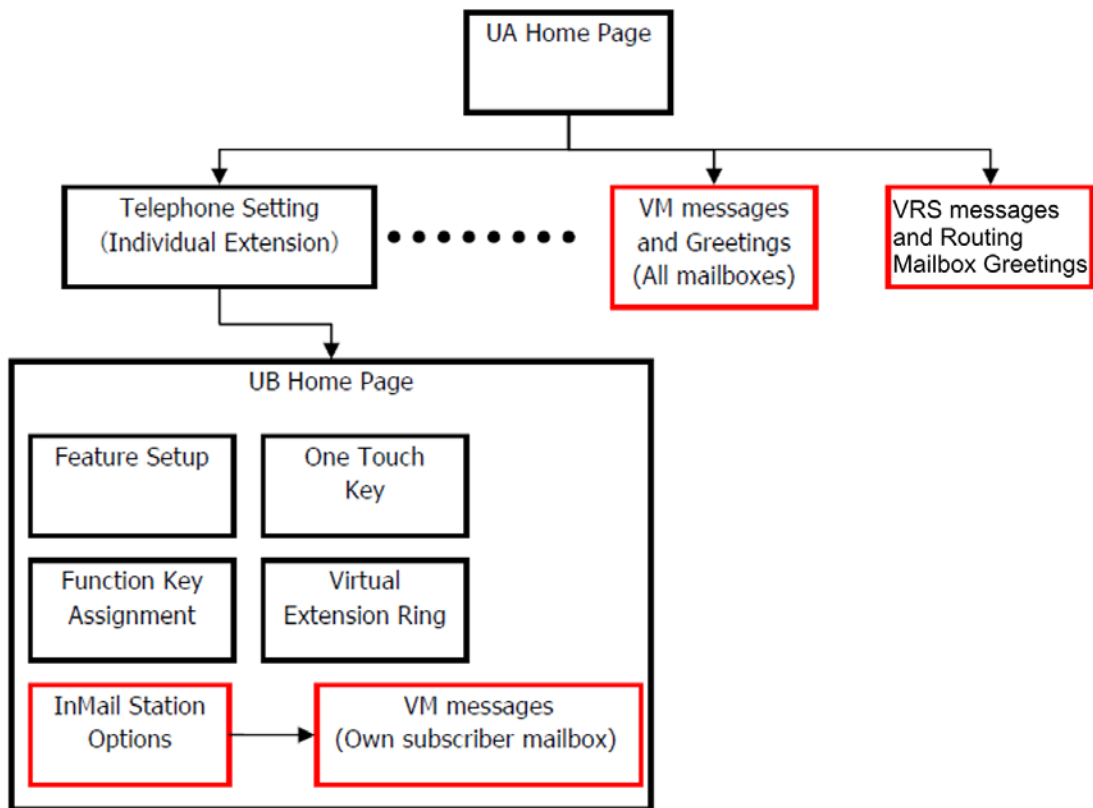 UA Home Page
Telephone Setting
(Individual Extension)
VM messages
and Greetings
(All mailboxes)
VRS messages
and Routing
Mailbox Greetings
UB Home Page
Feature Setup
One Touch
Key
Function Key
Assignment
Virtual
Extension Ring
InMail Station
Options
VM messages
(Own subscriber mailbox)